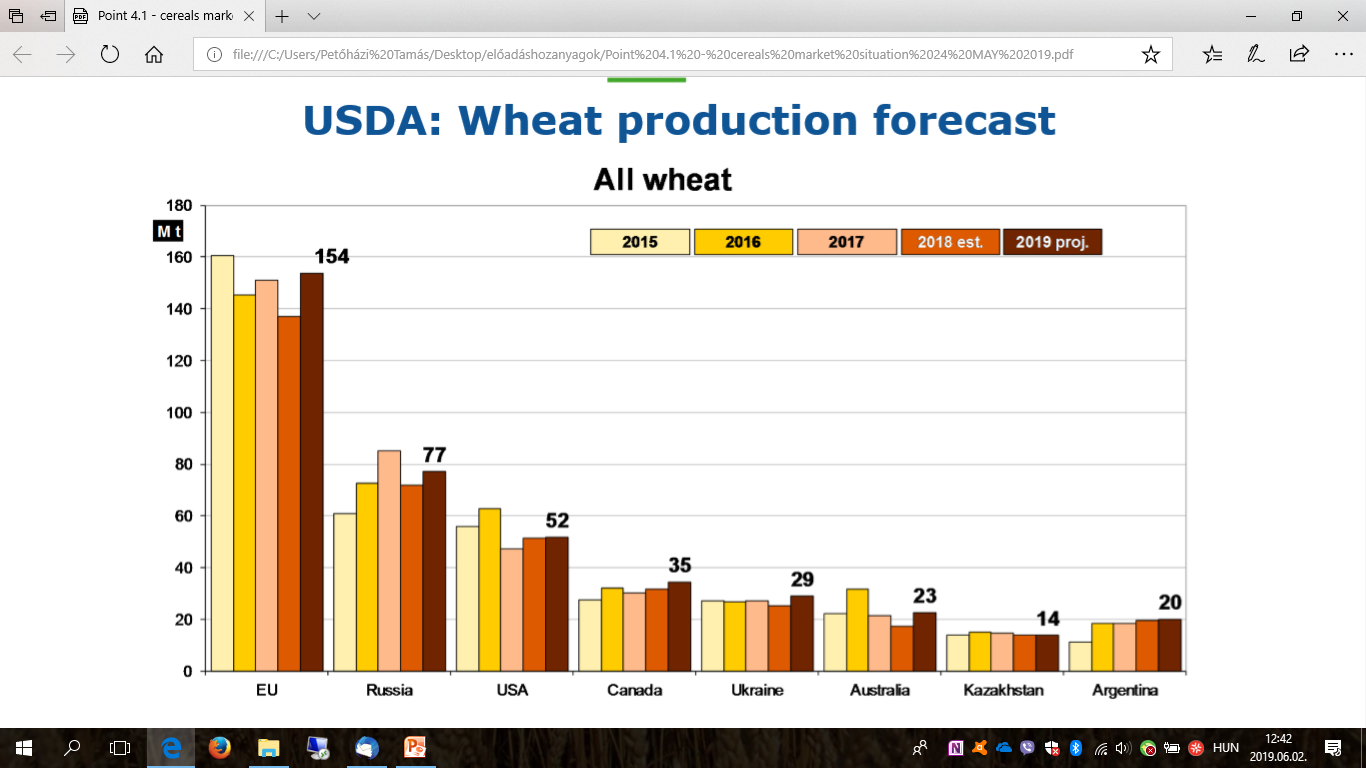 Point 4.1 - cereals mark
file:///C:/Users/Petőházi%20Tamás/Desktop/előadáshozanyagok/Point%204.1%20-%20cereals%20market%20situation%2024%20MAY%202019.pdf
USDA: Wheat production forecast
All wheat
180
M t
2015 2016 2017 2018 est. 2019 proj.
160
154
140
120
100
80
77
60
52
40
35
29
23
20
14
20
0
EU Russia USA Canada Ukraine Australia Kazakhstan Argentina
HUN
12:42
2019.06.02.